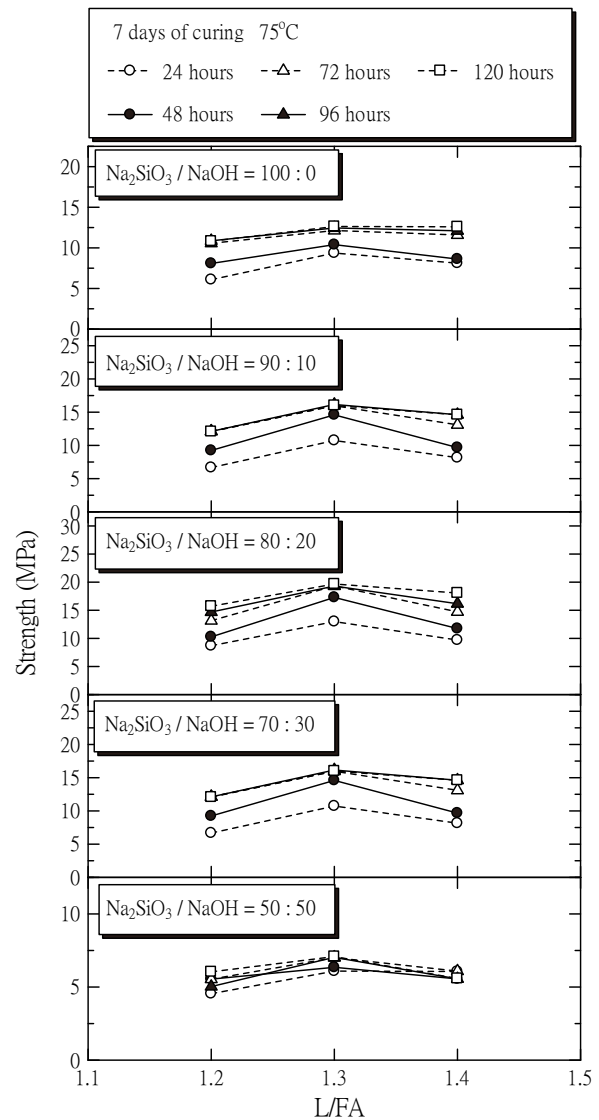 7 days of curing 75°C
24 hours 72 hours 120 hours
48 hours 96 hours
Na₂SiO₃ / NaOH = 100 : 0
20
15
10
5
0
Na₂SiO₃ / NaOH = 90 : 10
25
20
15
10
5
0
Na₂SiO₃ / NaOH = 80 : 20
30
25
20
15
10
5
0
Na₂SiO₃ / NaOH = 70 : 30
25
20
15
10
5
0
Na₂SiO₃ / NaOH = 50 : 50
10
5
0
Strength (MPa)
1.1 1.2 1.3 1.4 1.5
L/FA